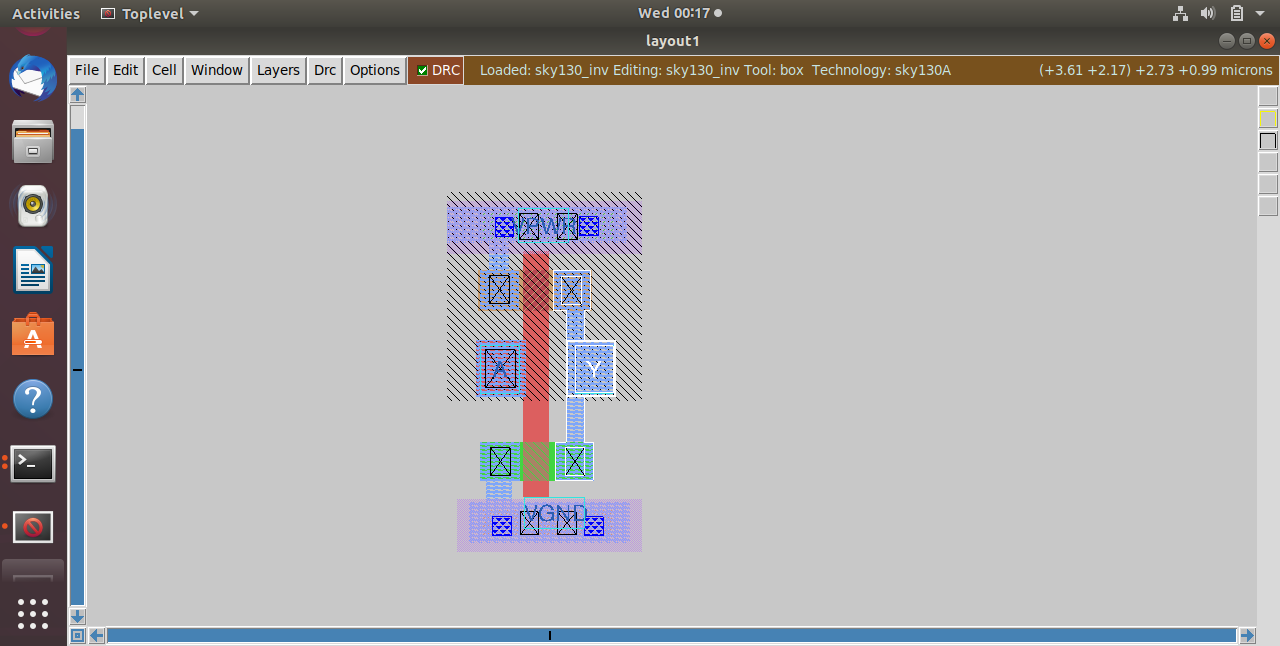 Activities Toplevel Wed 00:17
layout1
File Edit Cell Window Layers Drc Options DRC Loaded: sky130_inv Editing: sky130_inv Tool: box Technology: sky130A (+3.61 +2.17) +2.73 +0.99 microns
VPWR
A Y
VGND